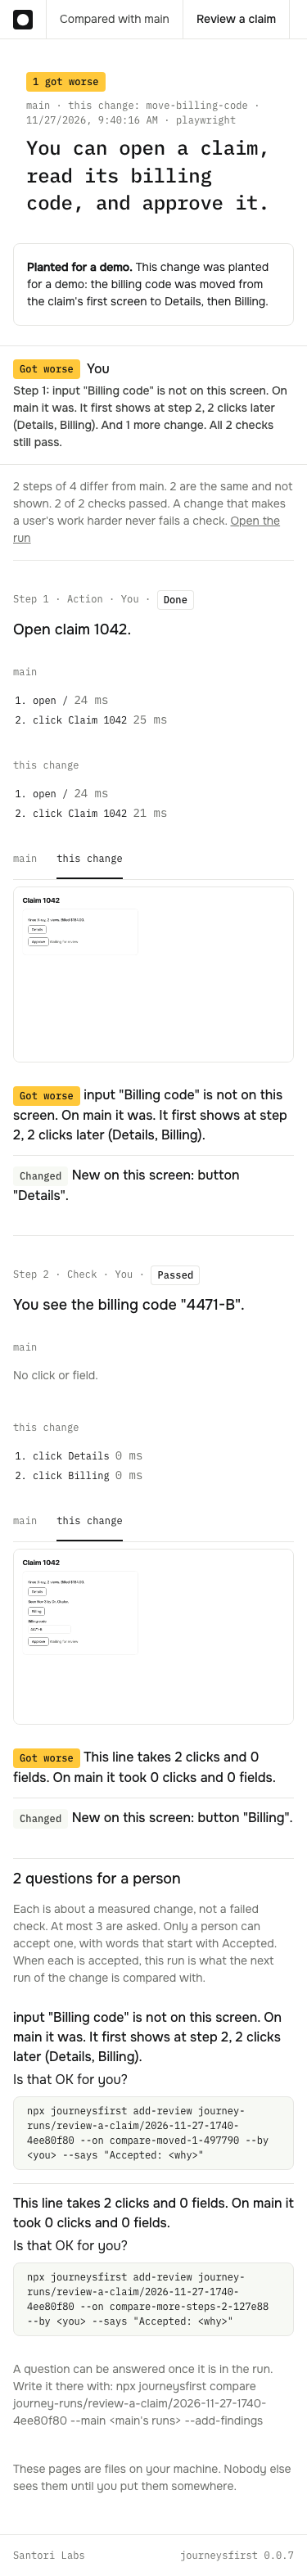 Compared with main
Review a claim
1 got worse
main · this change: move-billing-code ·
11/27/2026, 9:40:16 AM · playwright
You can open a claim,
read its billing
code, and approve it.
Planted for a demo. This change was planted
for a demo: the billing code was moved from
the claim's first screen to Details, then Billing.
Got worse You
Step 1: input "Billing code" is not on this screen. On
main it was. It first shows at step 2, 2 clicks later
(Details, Billing). And 1 more change. All 2 checks
still pass.
2 steps of 4 differ from main. 2 are the same and not
shown. 2 of 2 checks passed. A change that makes
a user's work harder never fails a check. Open the
run
Step 1 · Action · You · Done
Open claim 1042.
main
1. open / 24 ms
2. click Claim 1042 25 ms
this change
1. open / 24 ms
2. click Claim 1042 21 ms
main this change
Claim 1042
Details
Approve Waiting for review
Got worse input "Billing code" is not on this
screen. On main it was. It first shows at step
2, 2 clicks later (Details, Billing).
Changed New on this screen: button
"Details".
Step 2 · Check · You · Passed
You see the billing code "4471-B".
main
No click or field.
this change
1. click Details 0 ms
2. click Billing 0 ms
main this change
Claim 1042
Details
Billing
Billing code
4471-B
Approve Waiting for review
Got worse This line takes 2 clicks and 0
fields. On main it took 0 clicks and 0 fields.
Changed New on this screen: button "Billing".
2 questions for a person
Each is about a measured change, not a failed
check. At most 3 are asked. Only a person can
accept one, with words that start with Accepted.
When each is accepted, this run is what the next
run of the change is compared with.
input "Billing code" is not on this screen. On
main it was. It first shows at step 2, 2 clicks
later (Details, Billing).
Is that OK for you?
npx journeysfirst add-review journey-
runs/review-a-claim/2026-11-27-1740-
4ee80f80 --on compare-moved-1-497790 --by
<you> --says "Accepted: <why>"
This line takes 2 clicks and 0 fields. On main it
took 0 clicks and 0 fields.
Is that OK for you?
npx journeysfirst add-review journey-
runs/review-a-claim/2026-11-27-1740-
4ee80f80 --on compare-more-steps-2-127e88
--by <you> --says "Accepted: <why>"
A question can be answered once it is in the run.
Write it there with: npx journeysfirst compare
journey-runs/review-a-claim/2026-11-27-1740-
4ee80f80 --main <main's runs> --add-findings
These pages are files on your machine. Nobody else
sees them until you put them somewhere.
Santori Labs
journeysfirst 0.0.7